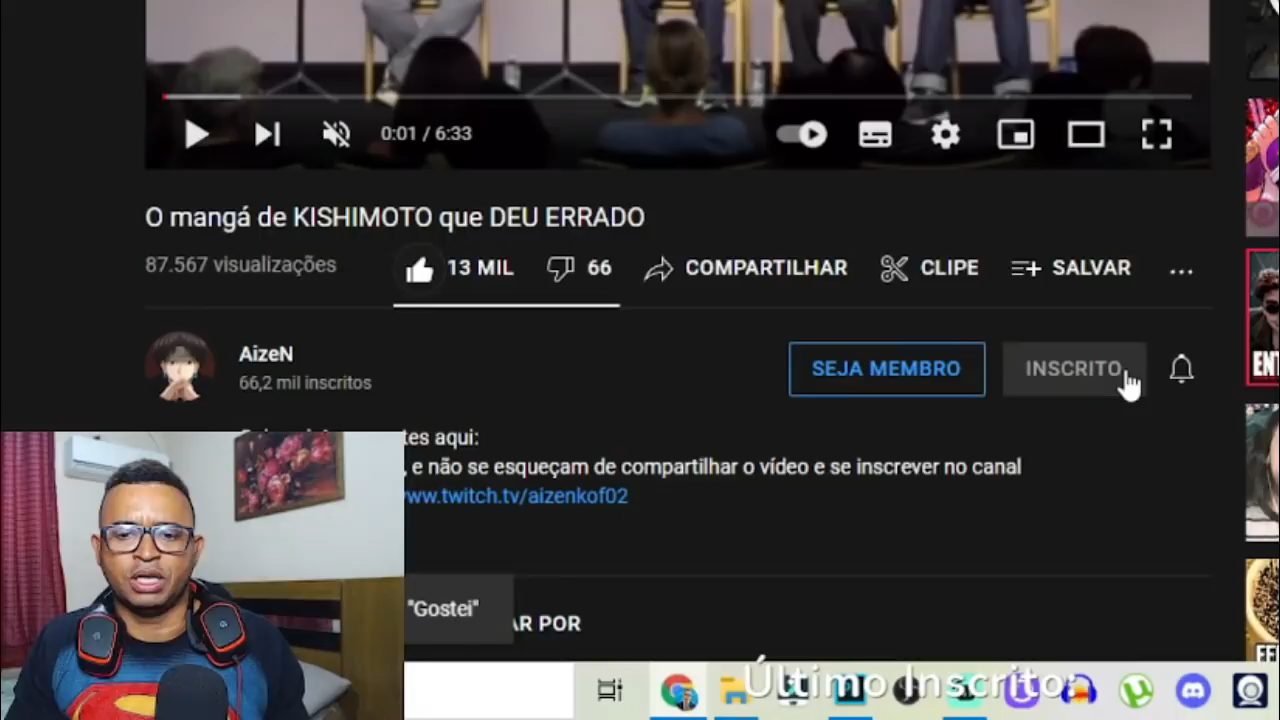 0:01 / 6:33
O mangá de KISHIMOTO que DEU ERRADO
87.567 visualizações
13 MIL
66
COMPARTILHAR
CLIPE
SALVAR
AizeN
66,2 mil inscritos
SEJA MEMBRO
INSCRITO
aqui:
, e não se esqueçam de compartilhar o vídeo e se inscrever no canal
www.twitch.tv/aizenkof02
"Gostei"
POR
Último Inscrito: